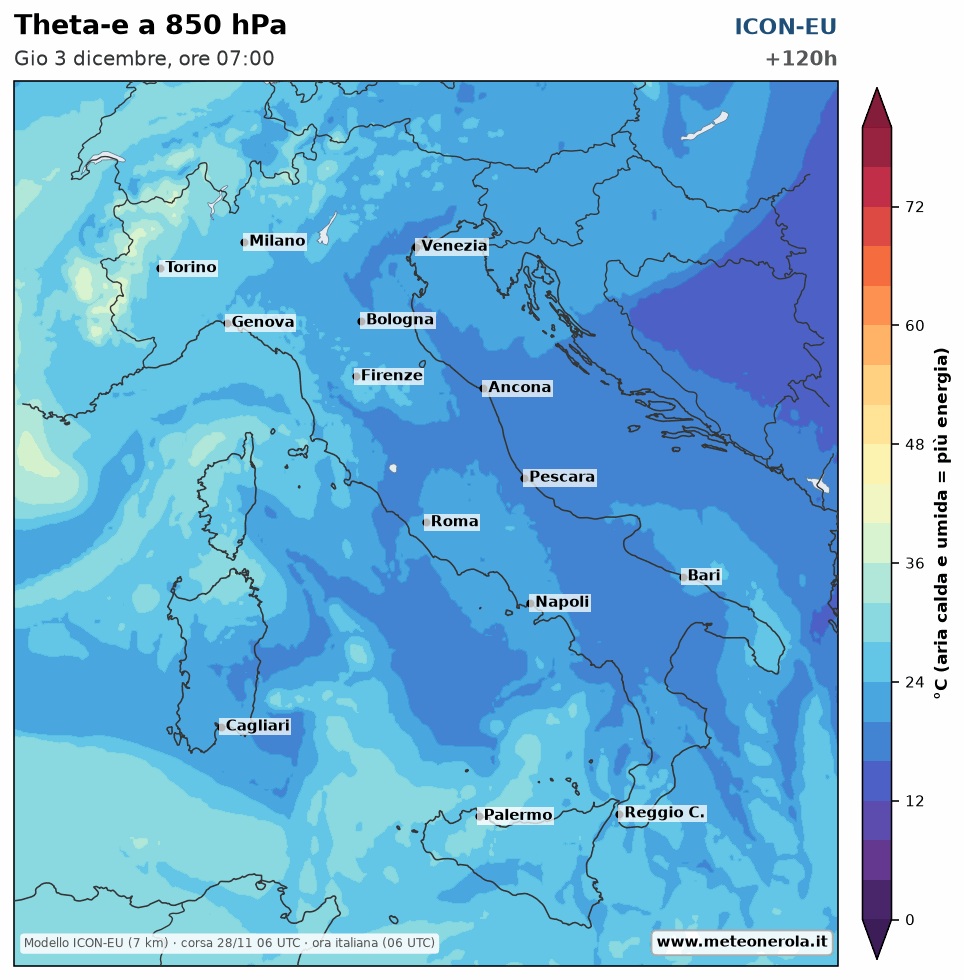 Theta-e a 850 hPa
ICON-EU
Gio 3 dicembre, ore 07:00
+120h
Milano
Venezia
Torino
Genova
Bologna
Firenze
Ancona
Pescara
Roma
Bari
Napoli
Cagliari
Palermo
Reggio C.
72
60
48
36
24
12
0
°C (aria calda e umida = più energia)
Modello ICON-EU (7 km) · corsa 28/11 06 UTC · ora italiana (06 UTC)
www.meteonerola.it